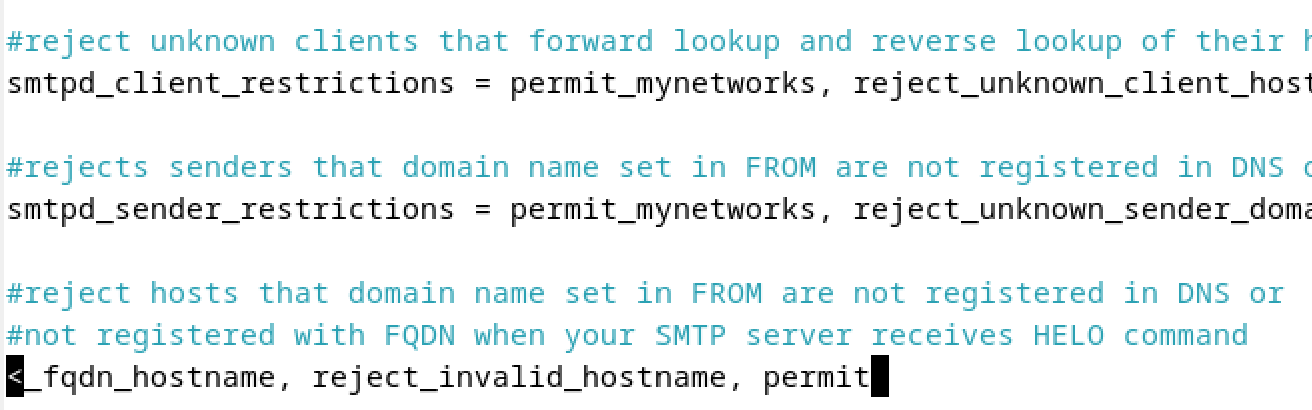 #reject unknown clients that forward lookup and reverse lookup of their
smtpd_client_restrictions = permit_mynetworks, reject_unknown_client_host
#rejects senders that domain name set in FROM are not registered in DNS
smtpd_sender_restrictions = permit_mynetworks, reject_unknown_sender_doma
#reject hosts that domain name set in FROM are not registered in DNS or
#not registered with FQDN when your SMTP server receives HELO command
<_fqdn_hostname, reject_invalid_hostname, permit